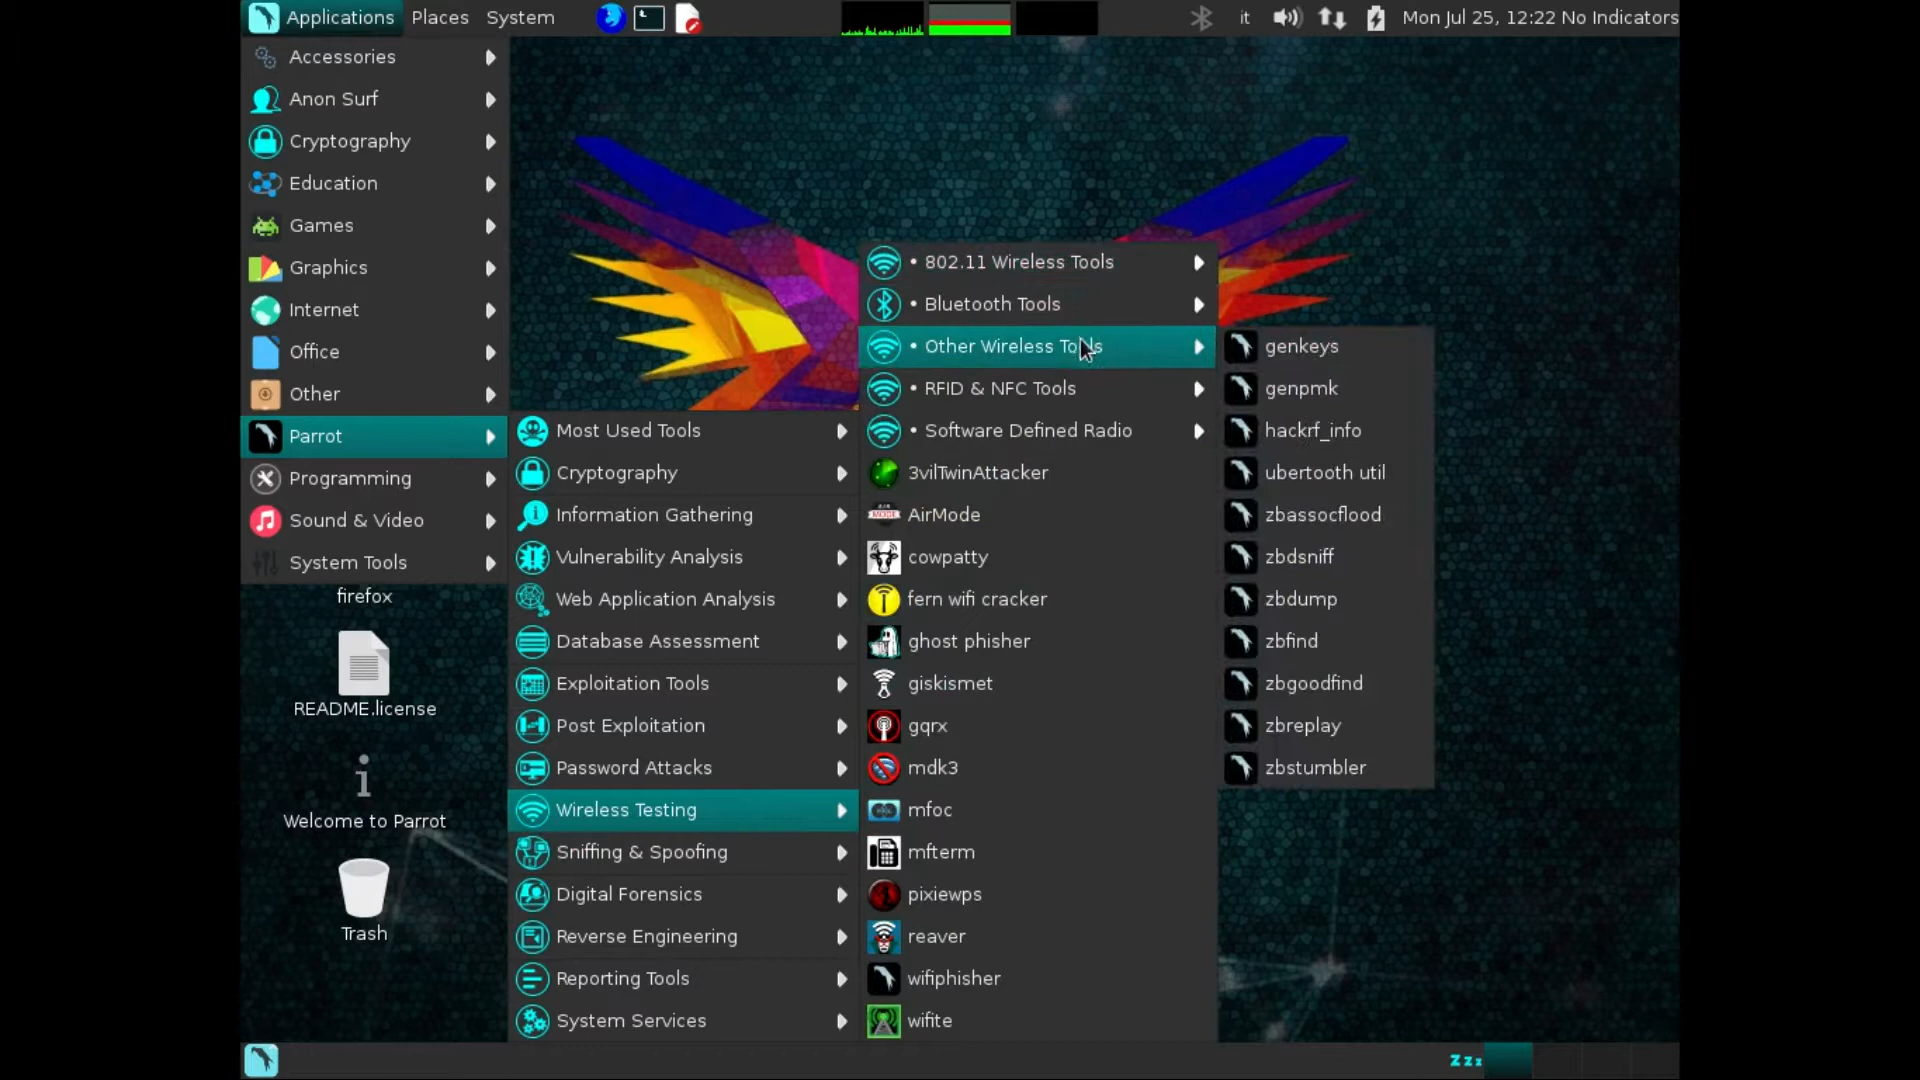 Applications Places System
it Mon Jul 25, 12:22 No Indicators
Accessories
Anon Surf
Cryptography
Education
Games
Graphics
Internet
Office
Other
Parrot
Programming
Sound & Video
System Tools
firefox
README.license
i
Welcome to Parrot
Trash
Most Used Tools
Cryptography
Information Gathering
Vulnerability Analysis
Web Application Analysis
Database Assessment
Exploitation Tools
Post Exploitation
Password Attacks
Wireless Testing
Sniffing & Spoofing
Digital Forensics
Reverse Engineering
Reporting Tools
System Services
• 802.11 Wireless Tools
• Bluetooth Tools
• Other Wireless Tools
• RFID & NFC Tools
• Software Defined Radio
3vilTwinAttacker
AirMode
cowpatty
fern wifi cracker
ghost phisher
giskismet
gqrx
mdk3
mfoc
mfterm
pixiewps
reaver
wifiphisher
wifite
genkeys
genpmk
hackrf_info
ubertooth util
zbassocflood
zbdsniff
zbdump
zbfind
zbgoodfind
zbreplay
zbstumbler
zzz